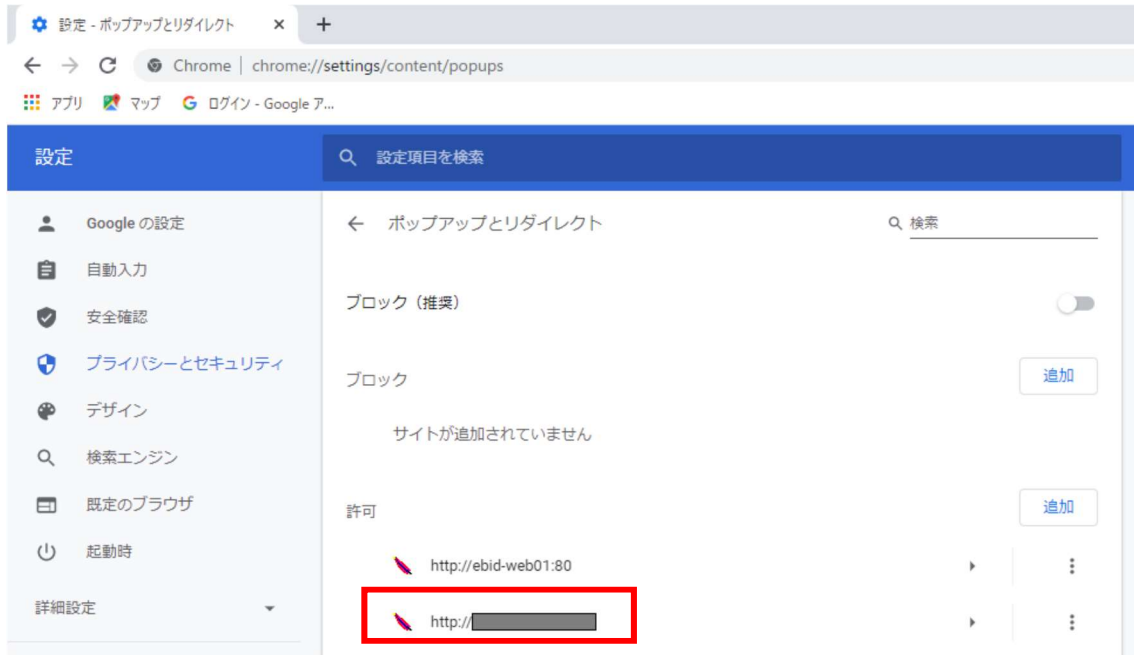 設定 - ポップアップとリダイレクト × +
Chrome | chrome://settings/content/popups
アプリ マップ ログイン - Google ア...
設定
設定項目を検索
Google の設定
自動入力
安全確認
プライバシーとセキュリティ
デザイン
検索エンジン
既定のブラウザ
起動時
詳細設定
ポップアップとリダイレクト
検索
ブロック（推奨）
ブロック
追加
サイトが追加されていません
許可
追加
http://ebid-web01:80
http://